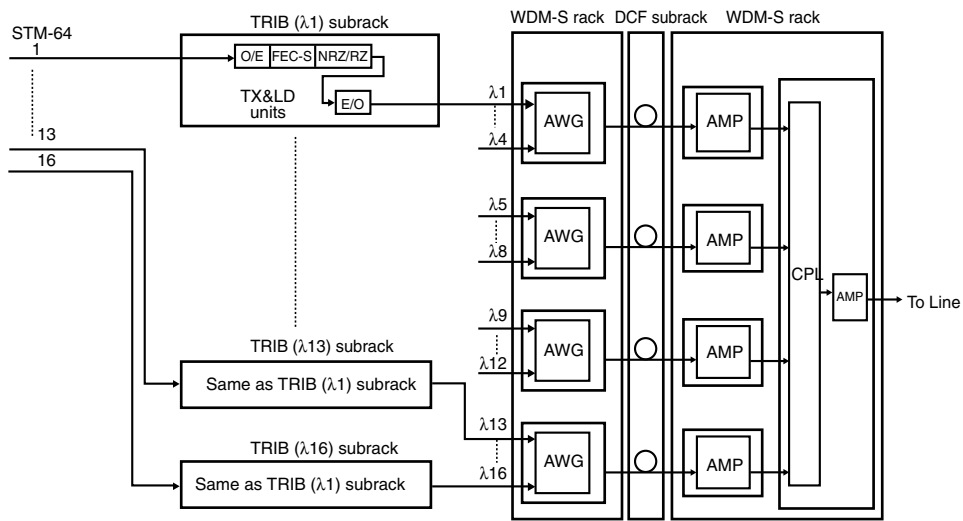 STM-64
1
13
16
TRIB (λ1) subrack
O/E FEC-S NRZ/RZ
TX&LD
units
E/O
TRIB (λ13) subrack
Same as TRIB (λ1) subrack
TRIB (λ16) subrack
Same as TRIB (λ1) subrack
WDM-S rack
DCF subrack
WDM-S rack
λ1
λ4
AWG
AMP
λ5
λ8
AWG
AMP
λ9
λ12
AWG
AMP
λ13
λ16
AWG
AMP
CPL
AMP
To Line